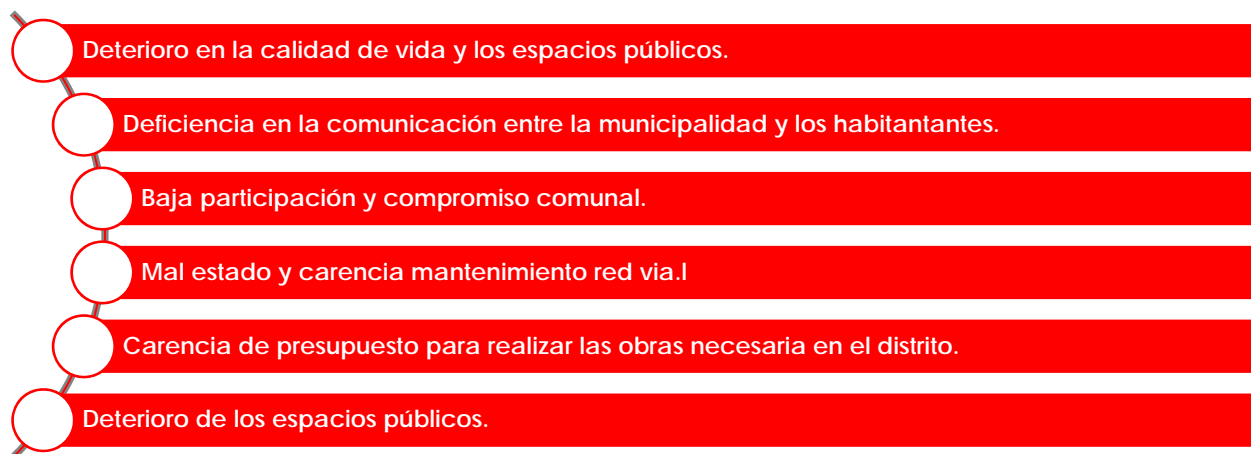 Deterioro en la calidad de vida y los espacios públicos.
Deficiencia en la comunicación entre la municipalidad y los habitantantes.
Baja participación y compromiso comunal.
Mal estado y carencia mantenimiento red via.l
Carencia de presupuesto para realizar las obras necesaria en el distrito.
Deterioro de los espacios públicos.